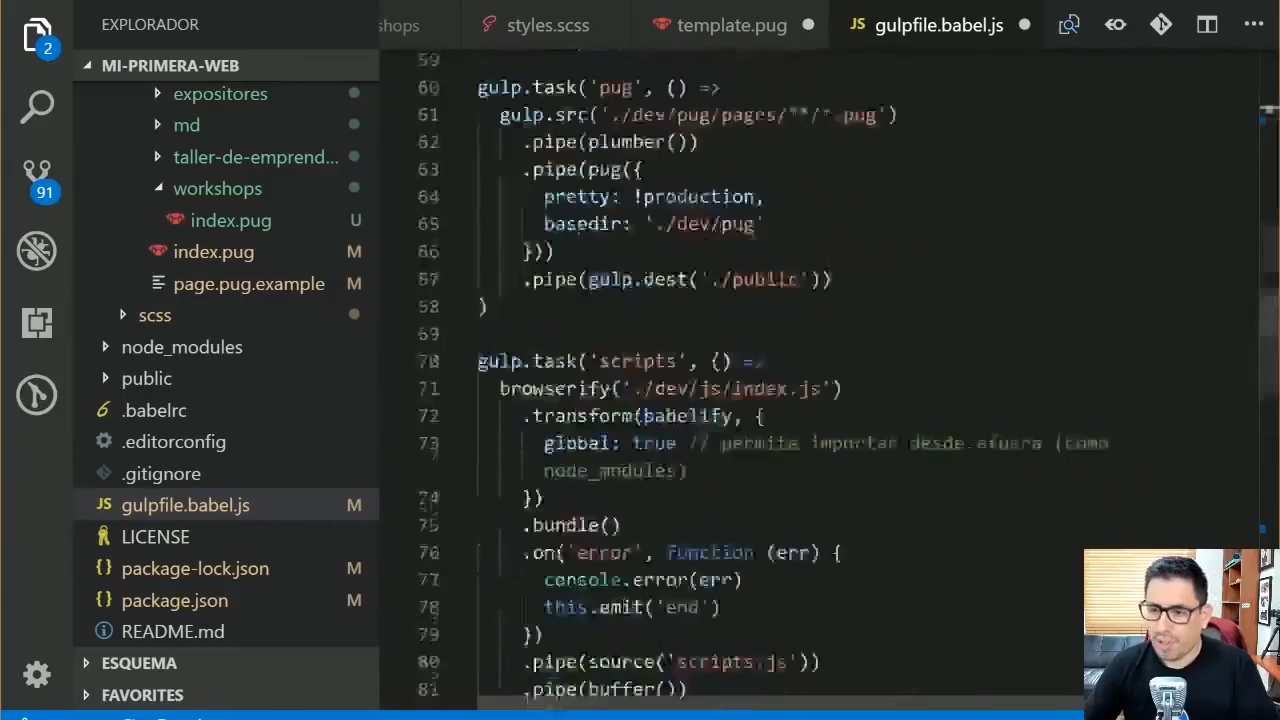 EXPLORADOR
shops
styles.scss
template.pug
JS gulpfile.babel.js
2
91
MI-PRIMERA-WEB
expositores
md
taller-de-emprend...
workshops
index.pug U
index.pug M
page.pug.example M
scss
node_modules
public
.babelrc
.editorconfig
.gitignore
JS gulpfile.babel.js M
LICENSE
{} package-lock.json M
{} package.json M
README.md
ESQUEMA
FAVORITES
59
60 gulp.task('pug', () =>
61 gulp.src('./dev/pug/pages/**/*.pug')
62 .pipe(plumber())
63 .pipe(pug({
64 pretty: !production,
65 basedir: './dev/pug'
66 }))
67 .pipe(gulp.dest('./public'))
68 )
69
70 gulp.task('scripts', () =>
71 browserify('./dev/js/index.js')
72 .transform(babelify, {
73 global: true // permite importar desde afuera (como
node_modules)
74 })
75 .bundle()
76 .on('error', function (err) {
77 console.error(err)
78 this.emit('end')
79 })
80 .pipe(source('scripts.js'))
81 .pipe(buffer())